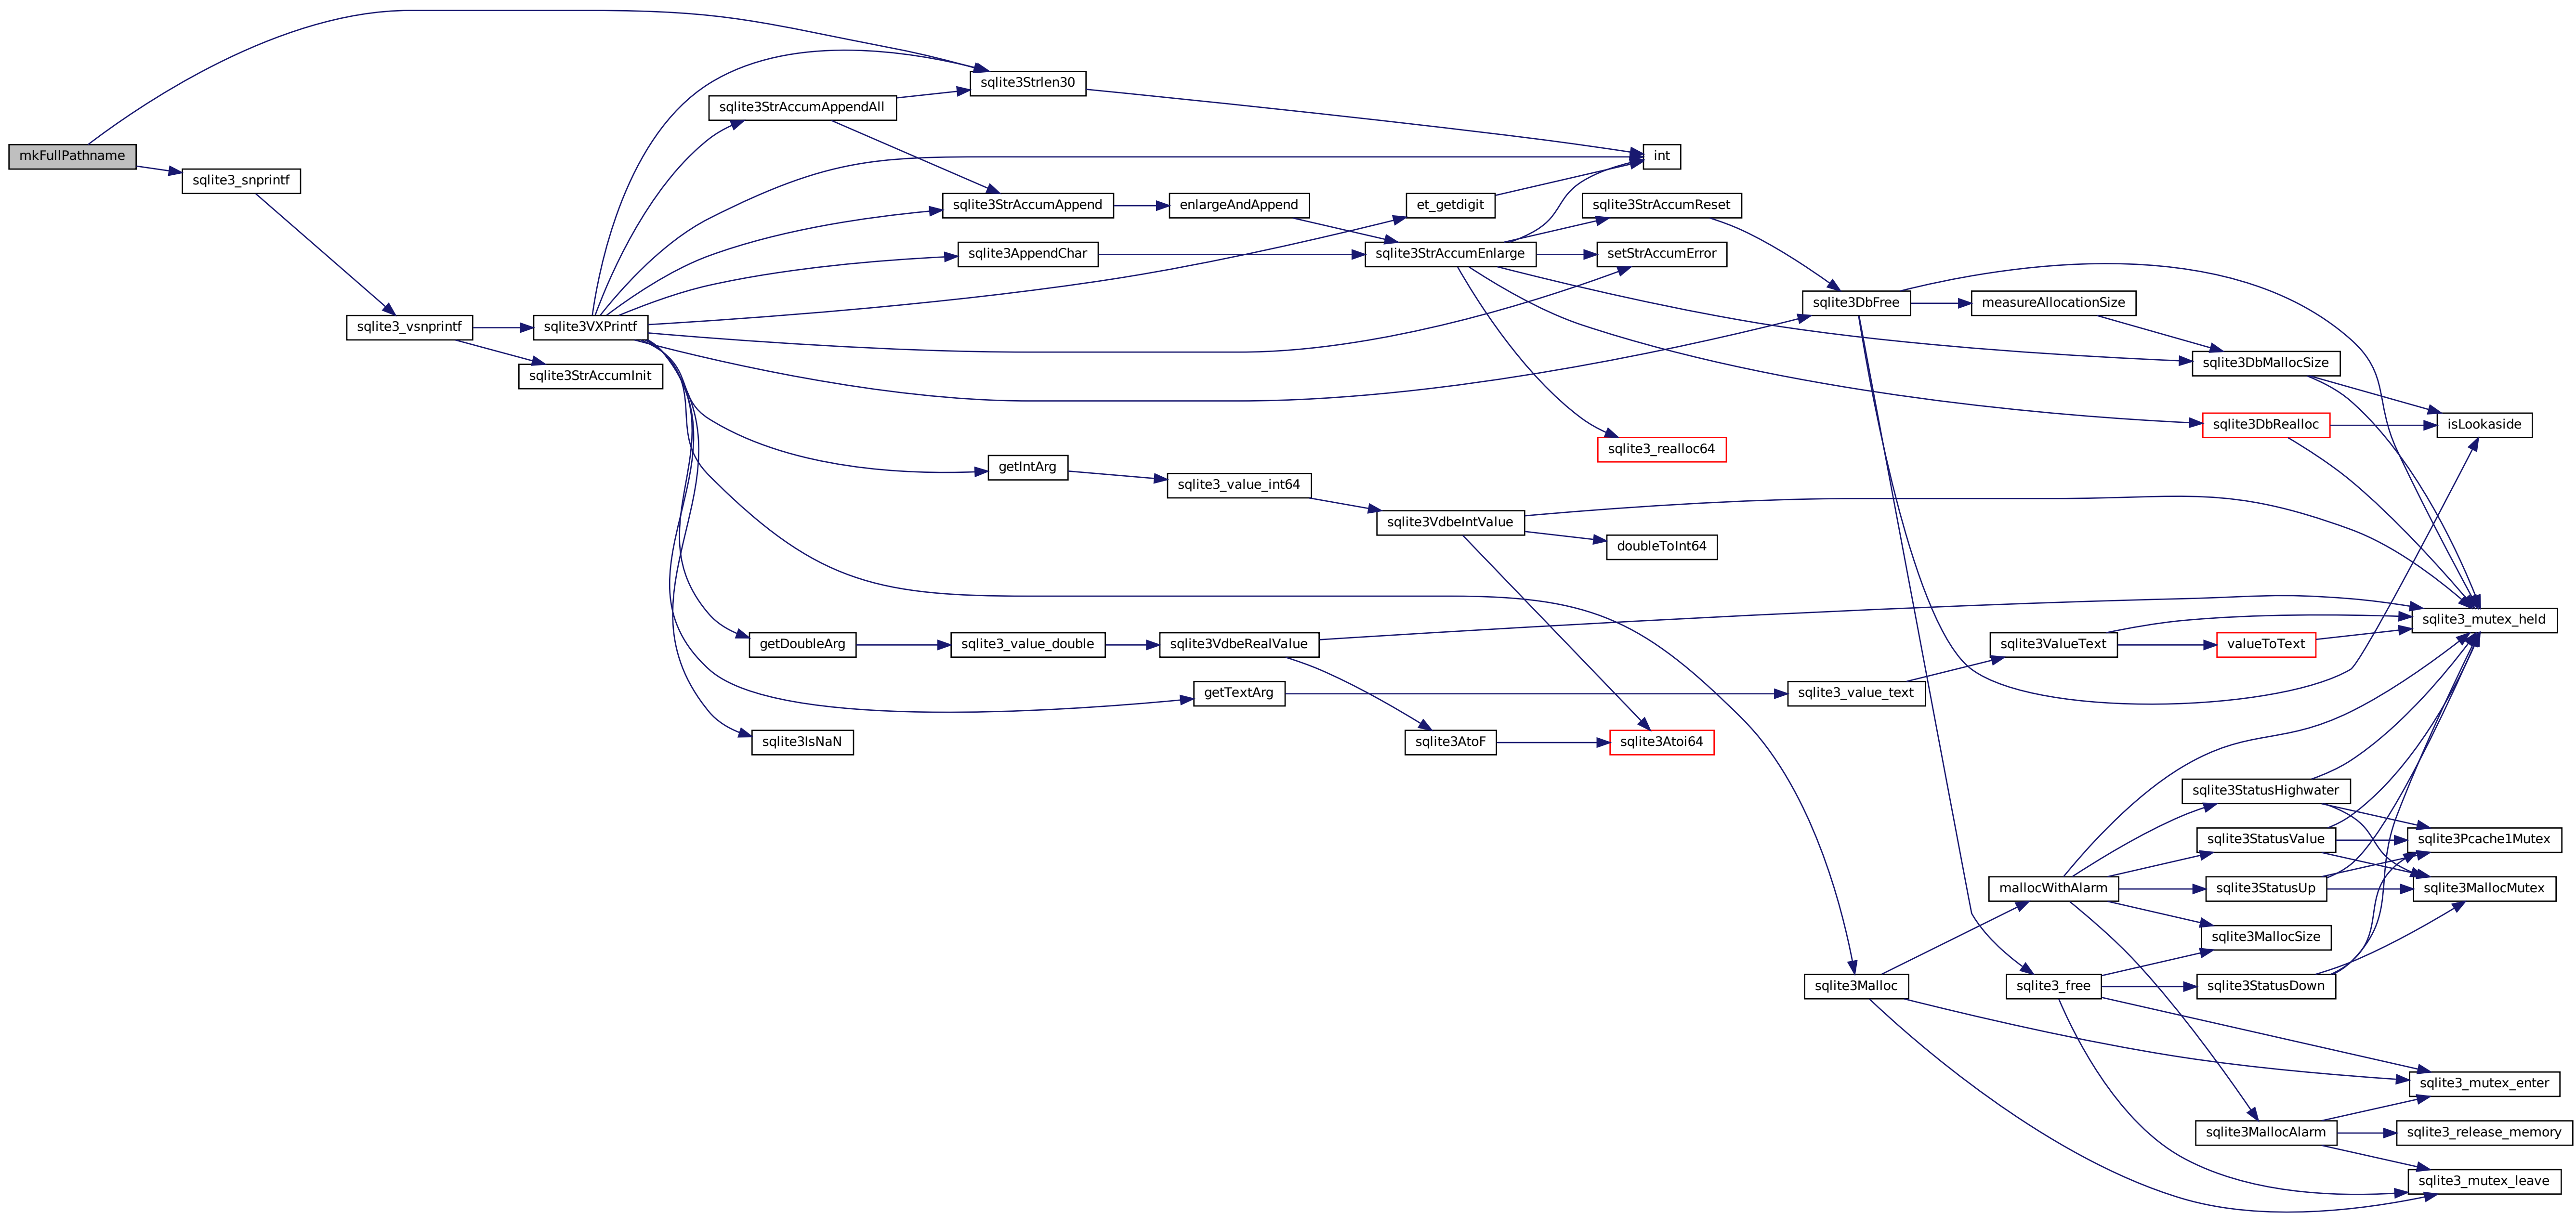 mkFullPathname
sqlite3_snprintf
sqlite3_vsnprintf
sqlite3VXPrintf
sqlite3StrAccumInit
sqlite3StrAccumAppendAll
sqlite3Strlen30
sqlite3StrAccumAppend
sqlite3AppendChar
enlargeAndAppend
et_getdigit
sqlite3StrAccumEnlarge
int
sqlite3StrAccumReset
setStrAccumError
sqlite3_realloc64
getIntArg
sqlite3_value_int64
sqlite3VdbeIntValue
doubleToInt64
getDoubleArg
sqlite3_value_double
sqlite3VdbeRealValue
getTextArg
sqlite3IsNaN
sqlite3AtoF
sqlite3Atoi64
sqlite3DbFree
measureAllocationSize
sqlite3DbMallocSize
sqlite3DbRealloc
isLookaside
sqlite3_value_text
sqlite3ValueText
valueToText
sqlite3_mutex_held
sqlite3Malloc
mallocWithAlarm
sqlite3_free
sqlite3StatusHighwater
sqlite3StatusValue
sqlite3StatusUp
sqlite3MallocSize
sqlite3StatusDown
sqlite3MallocAlarm
sqlite3Pcache1Mutex
sqlite3MallocMutex
sqlite3_mutex_enter
sqlite3_release_memory
sqlite3_mutex_leave